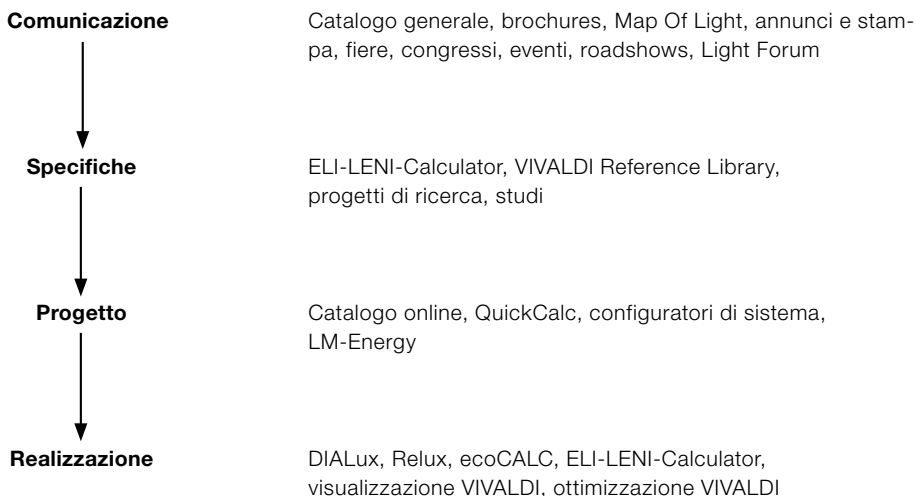 Comunicazione
Catalogo generale, brochures, Map Of Light, annunci e stam-
pa, fiere, congressi, eventi, roadshows, Light Forum
Specifiche
ELI-LENI-Calculator, VIVALDI Reference Library,
progetti di ricerca, studi
Progetto
Catalogo online, QuickCalc, configuratori di sistema,
LM-Energy
Realizzazione
DIALux, Relux, ecoCALC, ELI-LENI-Calculator,
visualizzazione VIVALDI, ottimizzazione VIVALDI